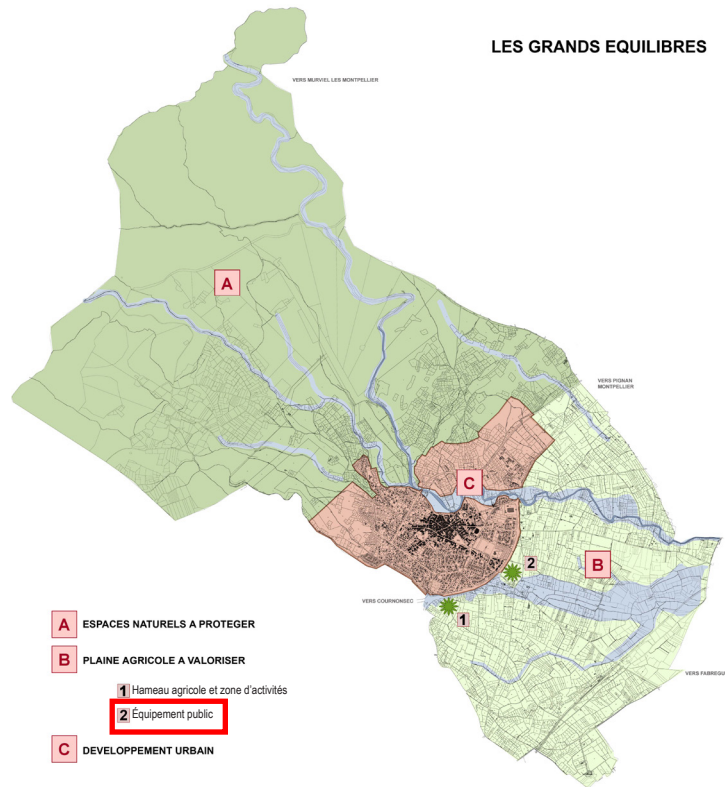 LES GRANDS EQUILIBRES
VERS MURVIEL LES MONTPELLIER
A
VERS PIGNAN
MONTPELLIER
C
B
2
VERS COURNONSEC
1
VERS FABREGU
A ESPACES NATURELS A PROTEGER
B PLAINE AGRICOLE A VALORISER
1 Hameau agricole et zone d'activités
2 Équipement public
C DEVELOPPEMENT URBAIN